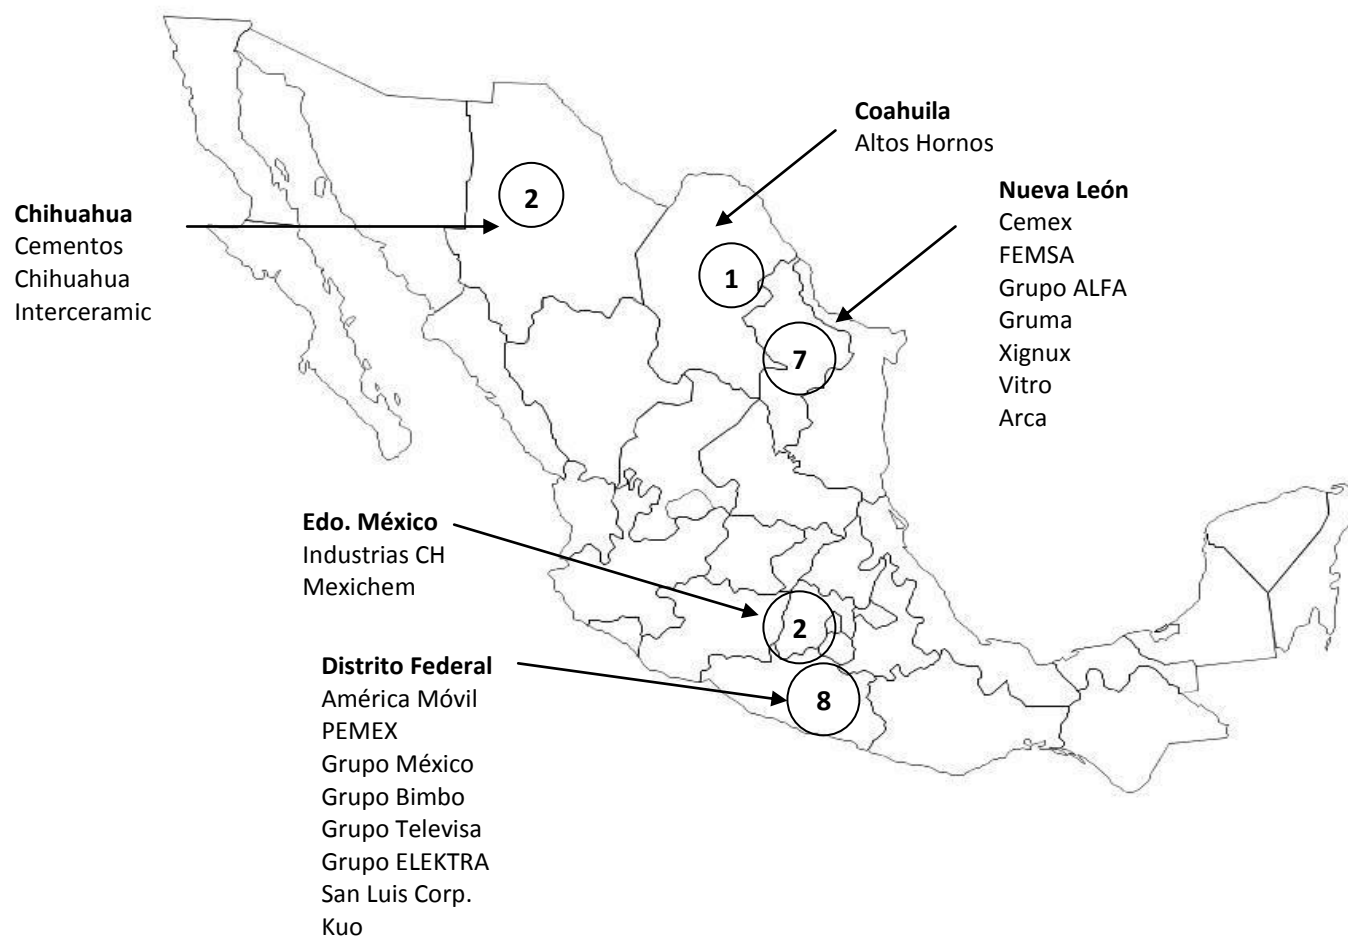 Coahuila
Altos Hornos
2
Nueva León
Cemex
FEMSA
Grupo ALFA
Gruma
Xignux
Vitro
Arca
Chihuahua
Cementos
Chihuahua
Interceramic
1
7
Edo. México
Industrias CH
Mexichem
2
Distrito Federal
América Móvil
PEMEX
Grupo México
Grupo Bimbo
Grupo Televisa
Grupo ELEKTRA
San Luis Corp.
Kuo
8